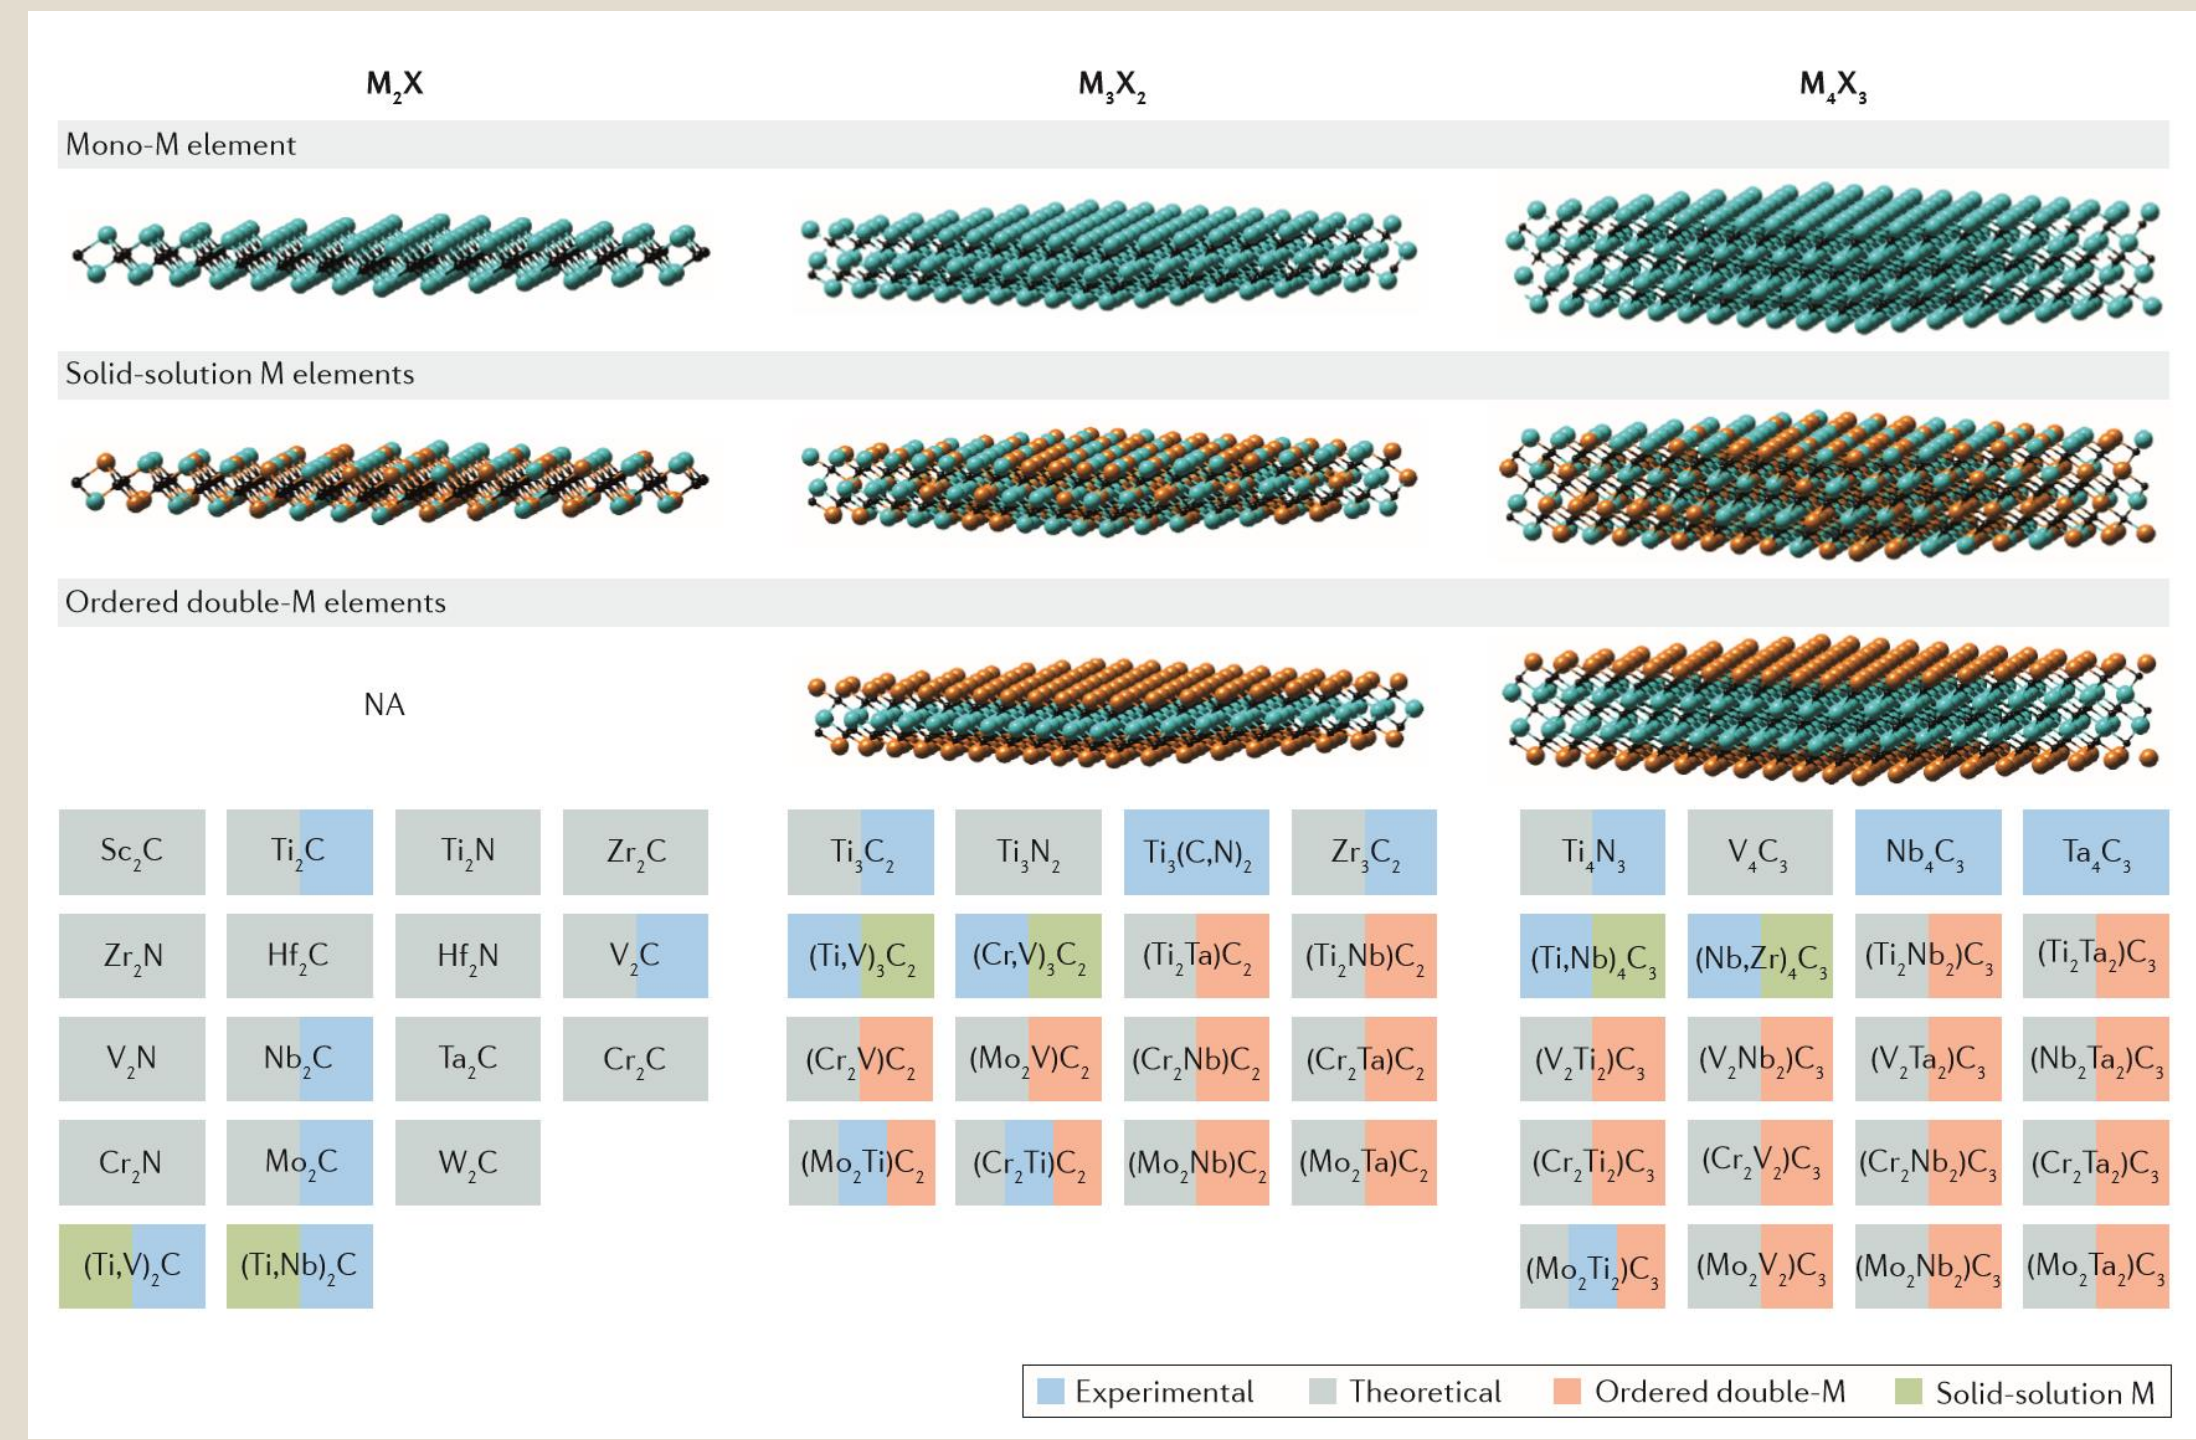 M₂X M₃X₂ M₄X₃
Mono-M element
Solid-solution M elements
Ordered double-M elements
NA
Sc₂C Ti₂C Ti₂N Zr₂C Ti₃C₂ Ti₃N₂ Ti₃(C,N)₂ Zr₃C₂ Ti₄N₃ V₄C₃ Nb₄C₃ Ta₄C₃
Zr₂N Hf₂C Hf₂N V₂C (Ti,V)₃C₂ (Cr,V)₃C₂ (Ti₂Ta)C₂ (Ti₂Nb)C₂ (Ti,Nb)₄C₃ (Nb,Zr)₄C₃ (Ti₂Nb₂)C₃ (Ti₂Ta₂)C₃
V₂N Nb₂C Ta₂C Cr₂C (Cr₂V)C₂ (Mo₂V)C₂ (Cr₂Nb)C₂ (Cr₂Ta)C₂ (V₂Ti₂)C₃ (V₂Nb₂)C₃ (V₂Ta₂)C₃ (Nb₂Ta₂)C₃
Cr₂N Mo₂C W₂C (Mo₂Ti)C₂ (Cr₂Ti)C₂ (Mo₂Nb)C₂ (Mo₂Ta)C₂ (Cr₂Ti₂)C₃ (Cr₂V₂)C₃ (Cr₂Nb₂)C₃ (Cr₂Ta₂)C₃
(Ti,V)₂C (Ti,Nb)₂C (Mo₂Ti₂)C₃ (Mo₂V₂)C₃ (Mo₂Nb₂)C₃ (Mo₂Ta₂)C₃
Experimental Theoretical Ordered double-M Solid-solution M